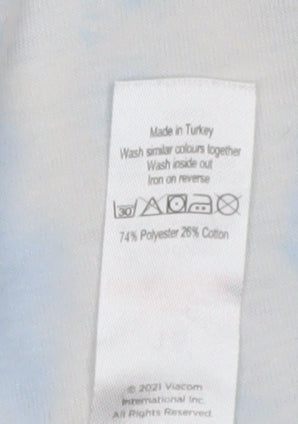 Made in Turkey
Wash similar colours together
Wash inside out
Iron on reverse
30
74% Polyester 26% Cotton
© 2021 Viacom
International Inc.
All Rights Reserved.